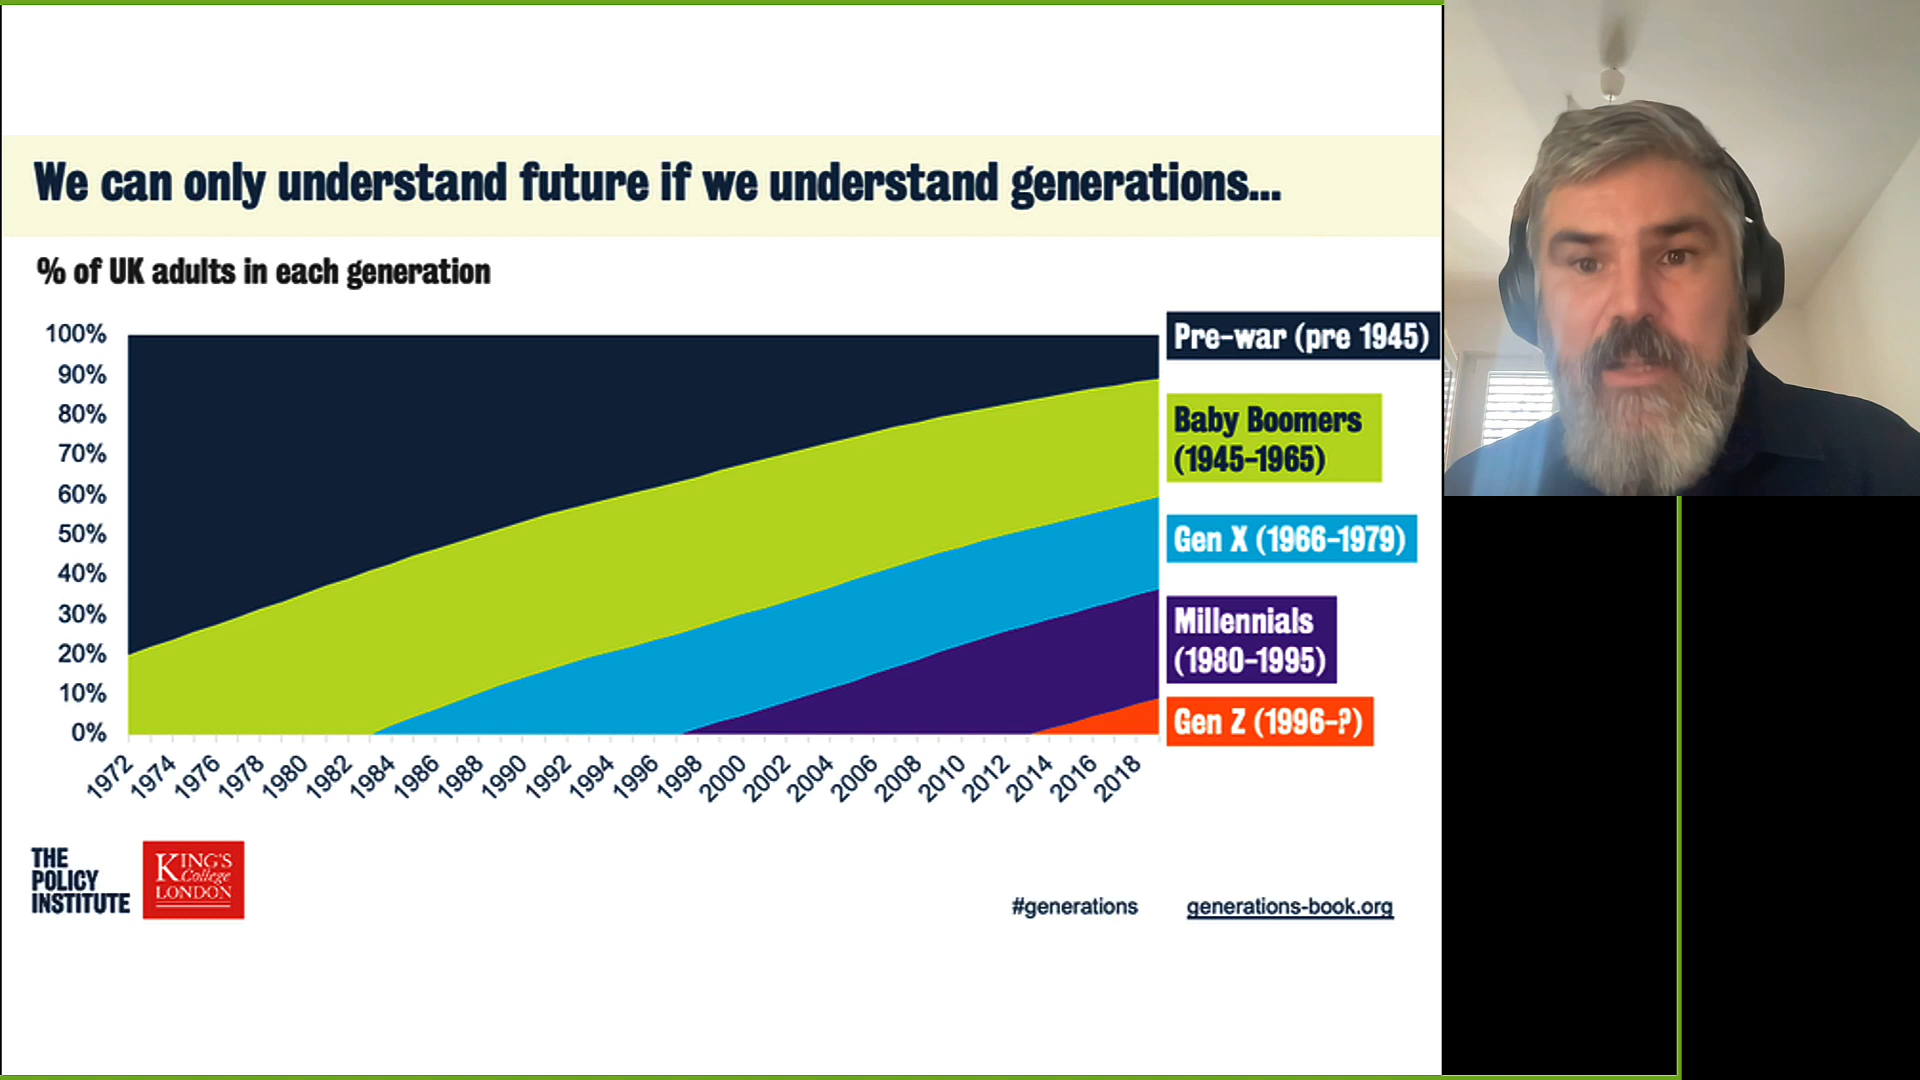 We can only understand future if we understand generations...
% of UK adults in each generation
100%
90%
80%
70%
60%
50%
40%
30%
20%
10%
0%
1972
1974
1976
1978
1980
1982
1984
1986
1988
1990
1992
1994
1996
1998
2000
2002
2004
2006
2008
2010
2012
2014
2016
2018
Pre-war (pre 1945)
Baby Boomers
(1945-1965)
Gen X (1966-1979)
Millennials
(1980-1995)
Gen Z (1996-?)
THE
POLICY
INSTITUTE
KING'S
College
LONDON
#generations
generations-book.org